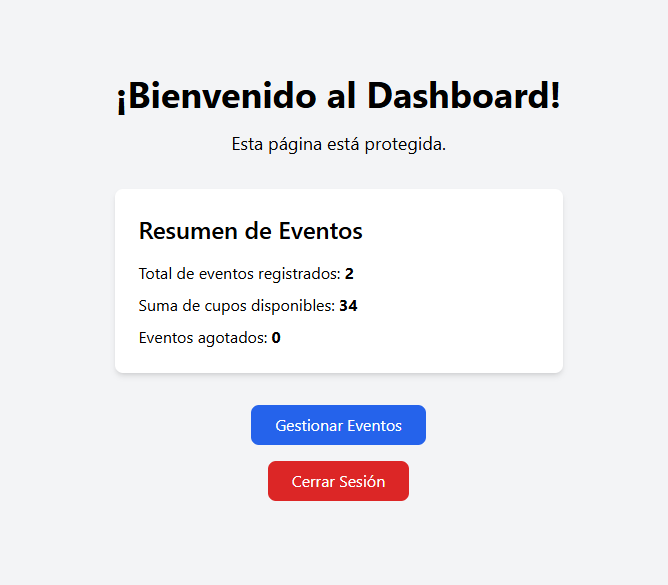 ¡Bienvenido al Dashboard!
Esta página está protegida.
Resumen de Eventos
Total de eventos registrados: 2
Suma de cupos disponibles: 34
Eventos agotados: 0
Gestionar Eventos
Cerrar Sesión